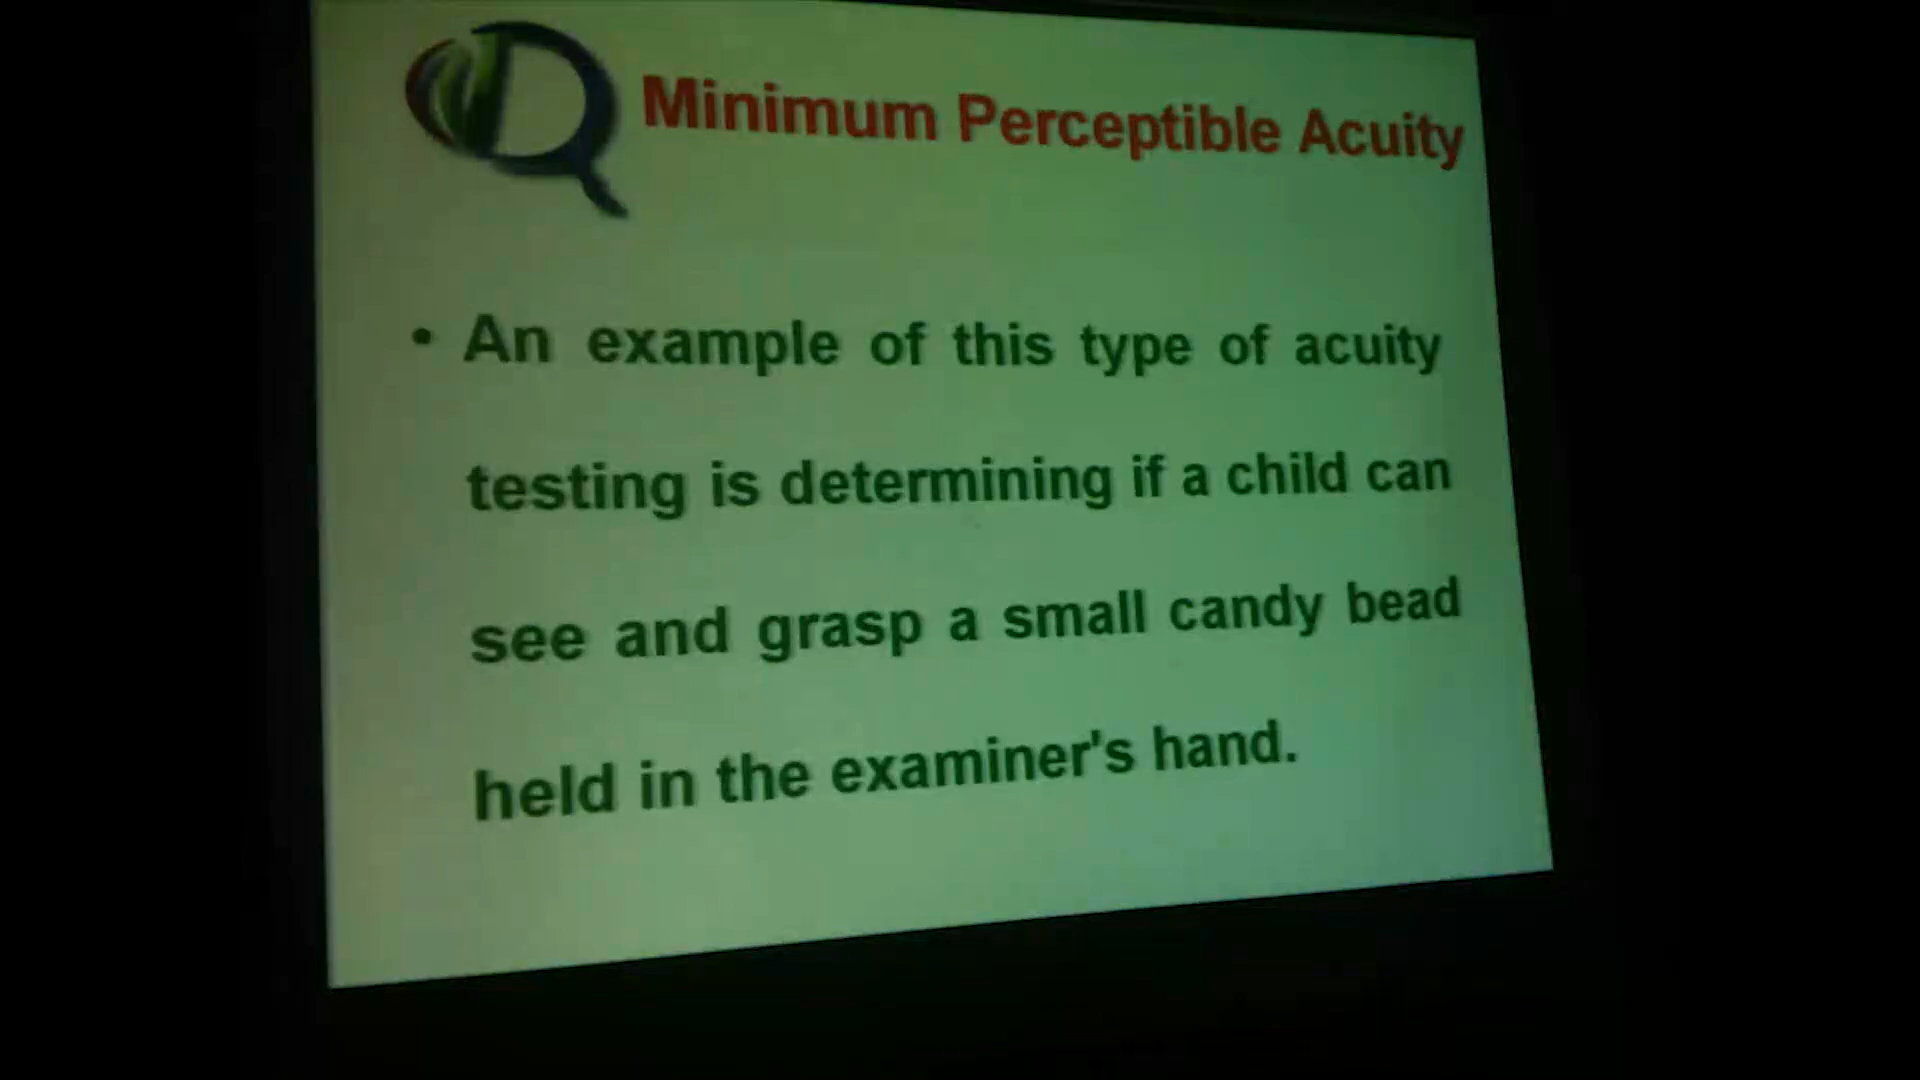 Minimum Perceptible Acuity
• An example of this type of acuity
testing is determining if a child can
see and grasp a small candy bead
held in the examiner's hand.